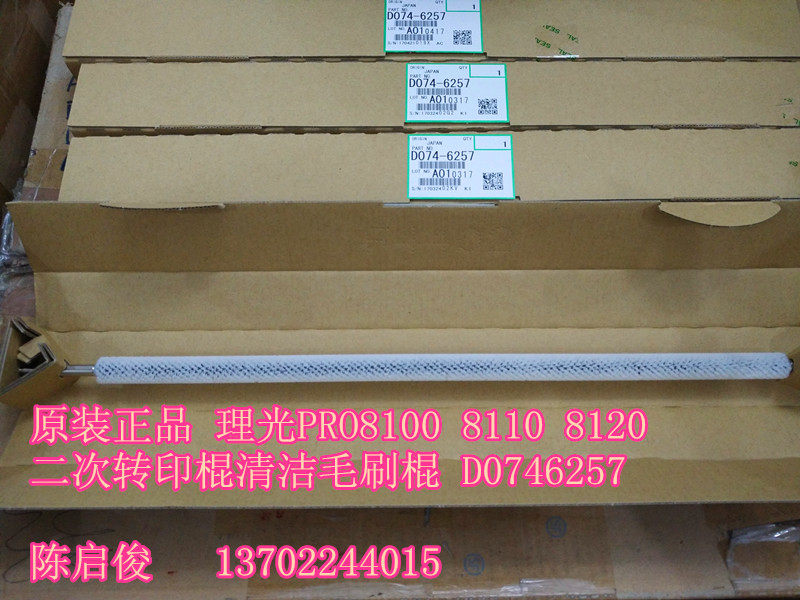 1
PART NO.
D074-6257
LOT NO.
A010417
ORIGIN
JAPAN
QTY
1
PART NO.
D074-6257
LOT NO.
A010317
ORIGIN
JAPAN
QTY
1
PART NO.
D074-6257
LOT NO.
A010317
原装正品 理光PRO8100 8110 8120
二次转印棍清洁毛刷棍 D0746257
陈启俊 13702244015